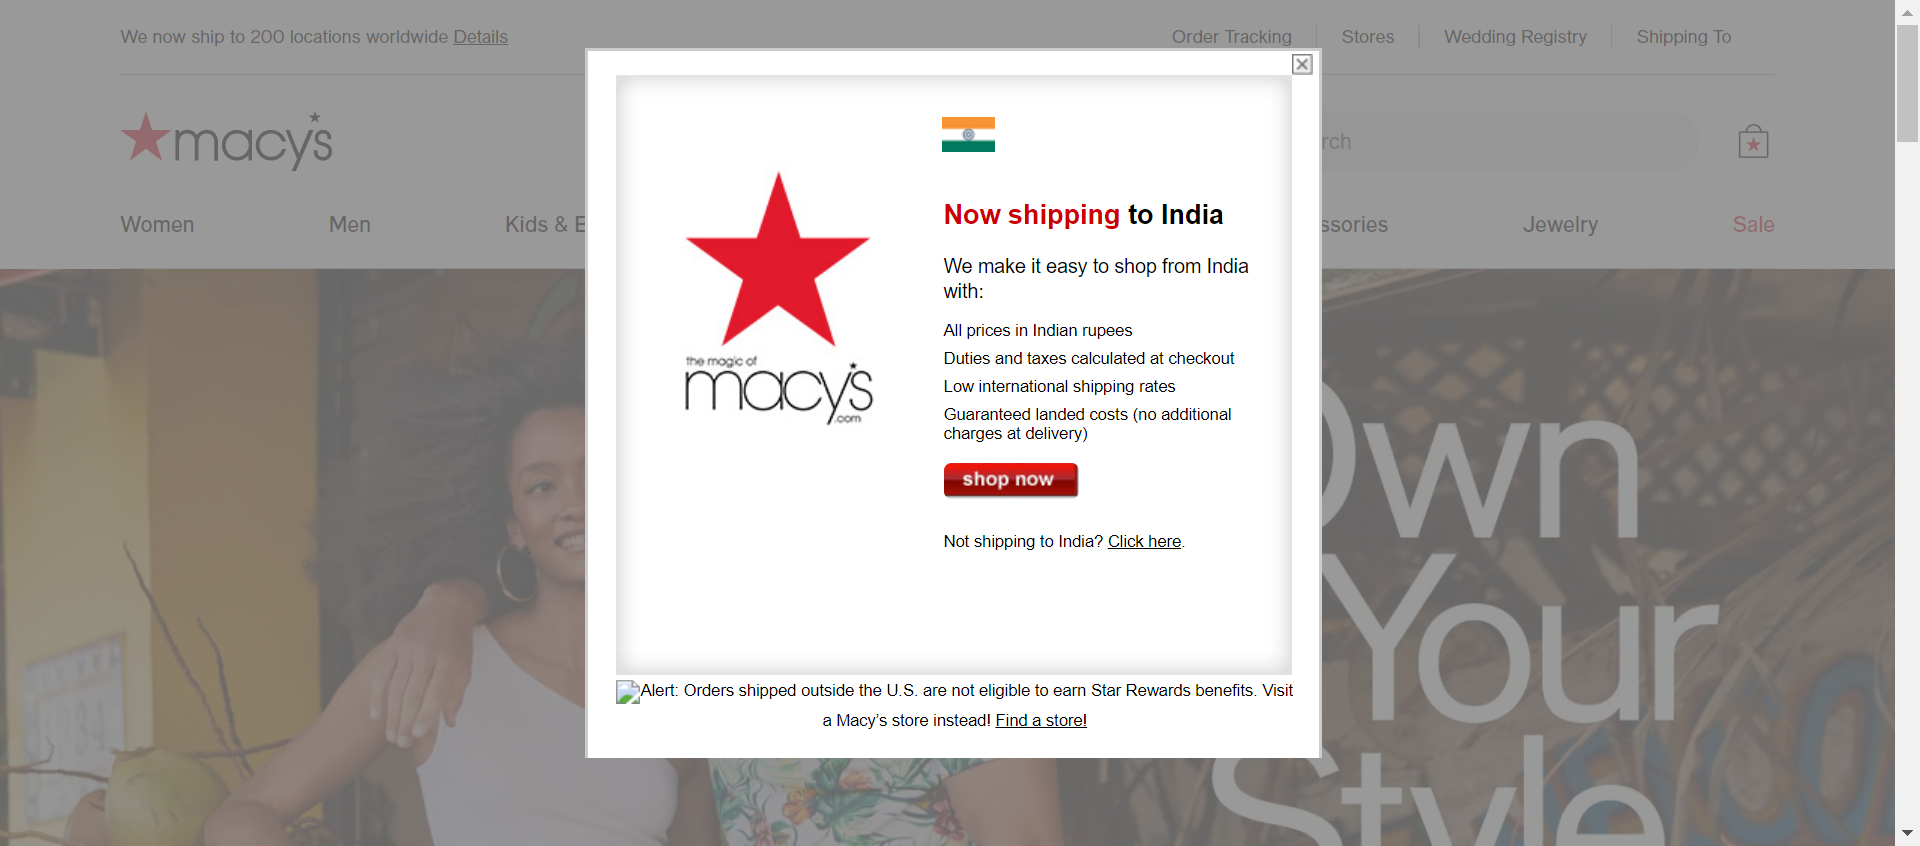 We now ship to 200 locations worldwide Details
Order Tracking
Stores
Wedding Registry
Shipping To
macy's
rch
Women
Men
Kids & E
ssories
Jewelry
Sale
the magic of
macy's
.com
Now shipping to India
We make it easy to shop from India
with:
All prices in Indian rupees
Duties and taxes calculated at checkout
Low international shipping rates
Guaranteed landed costs (no additional
charges at delivery)
shop now
Not shipping to India? Click here.
Alert: Orders shipped outside the U.S. are not eligible to earn Star Rewards benefits. Visit
a Macy’s store instead! Find a store!
Own
Your
Style